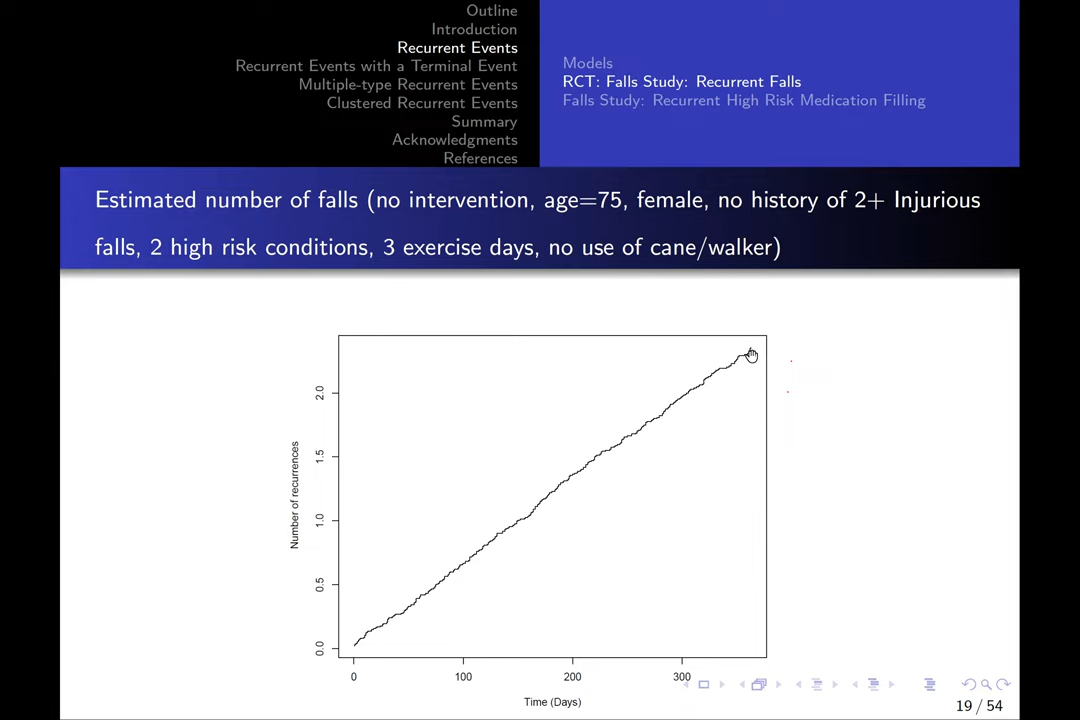 Outline
Introduction
Recurrent Events
Recurrent Events with a Terminal Event
Multiple-type Recurrent Events
Clustered Recurrent Events
Summary
Acknowledgments
References
Models
RCT: Falls Study: Recurrent Falls
Falls Study: Recurrent High Risk Medication Filling
Estimated number of falls (no intervention, age=75, female, no history of 2+ Injurious
falls, 2 high risk conditions, 3 exercise days, no use of cane/walker)
Number of recurrences
2.0
1.5
1.0
0.5
0.0
0 100 200 300
Time (Days)
19 / 54